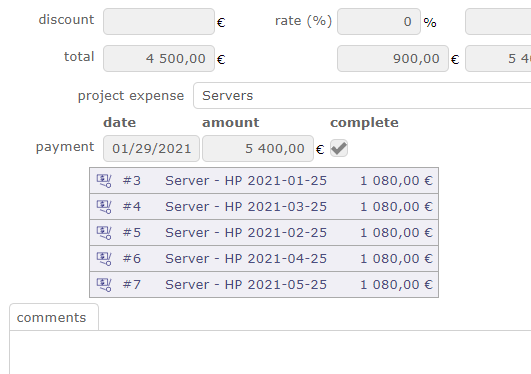 discount € rate (%) 0 %
total 4 500,00 € 900,00 €
project expense Servers
date amount complete
payment 01/29/2021 5 400,00 €
#3 Server - HP 2021-01-25 1 080,00 €
#4 Server - HP 2021-03-25 1 080,00 €
#5 Server - HP 2021-02-25 1 080,00 €
#6 Server - HP 2021-04-25 1 080,00 €
#7 Server - HP 2021-05-25 1 080,00 €
comments